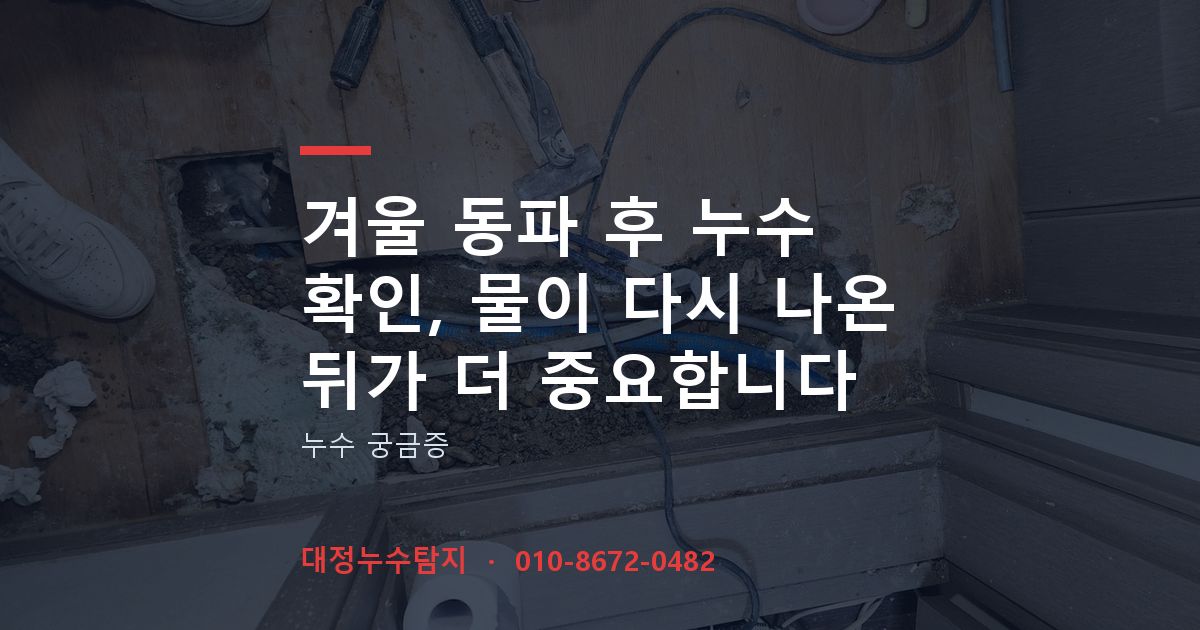 겨울 동파 후 누수
확인, 물이 다시 나온
뒤가 더 중요합니다
누수 궁금증
대정누수탐지 · 010-8672-0482